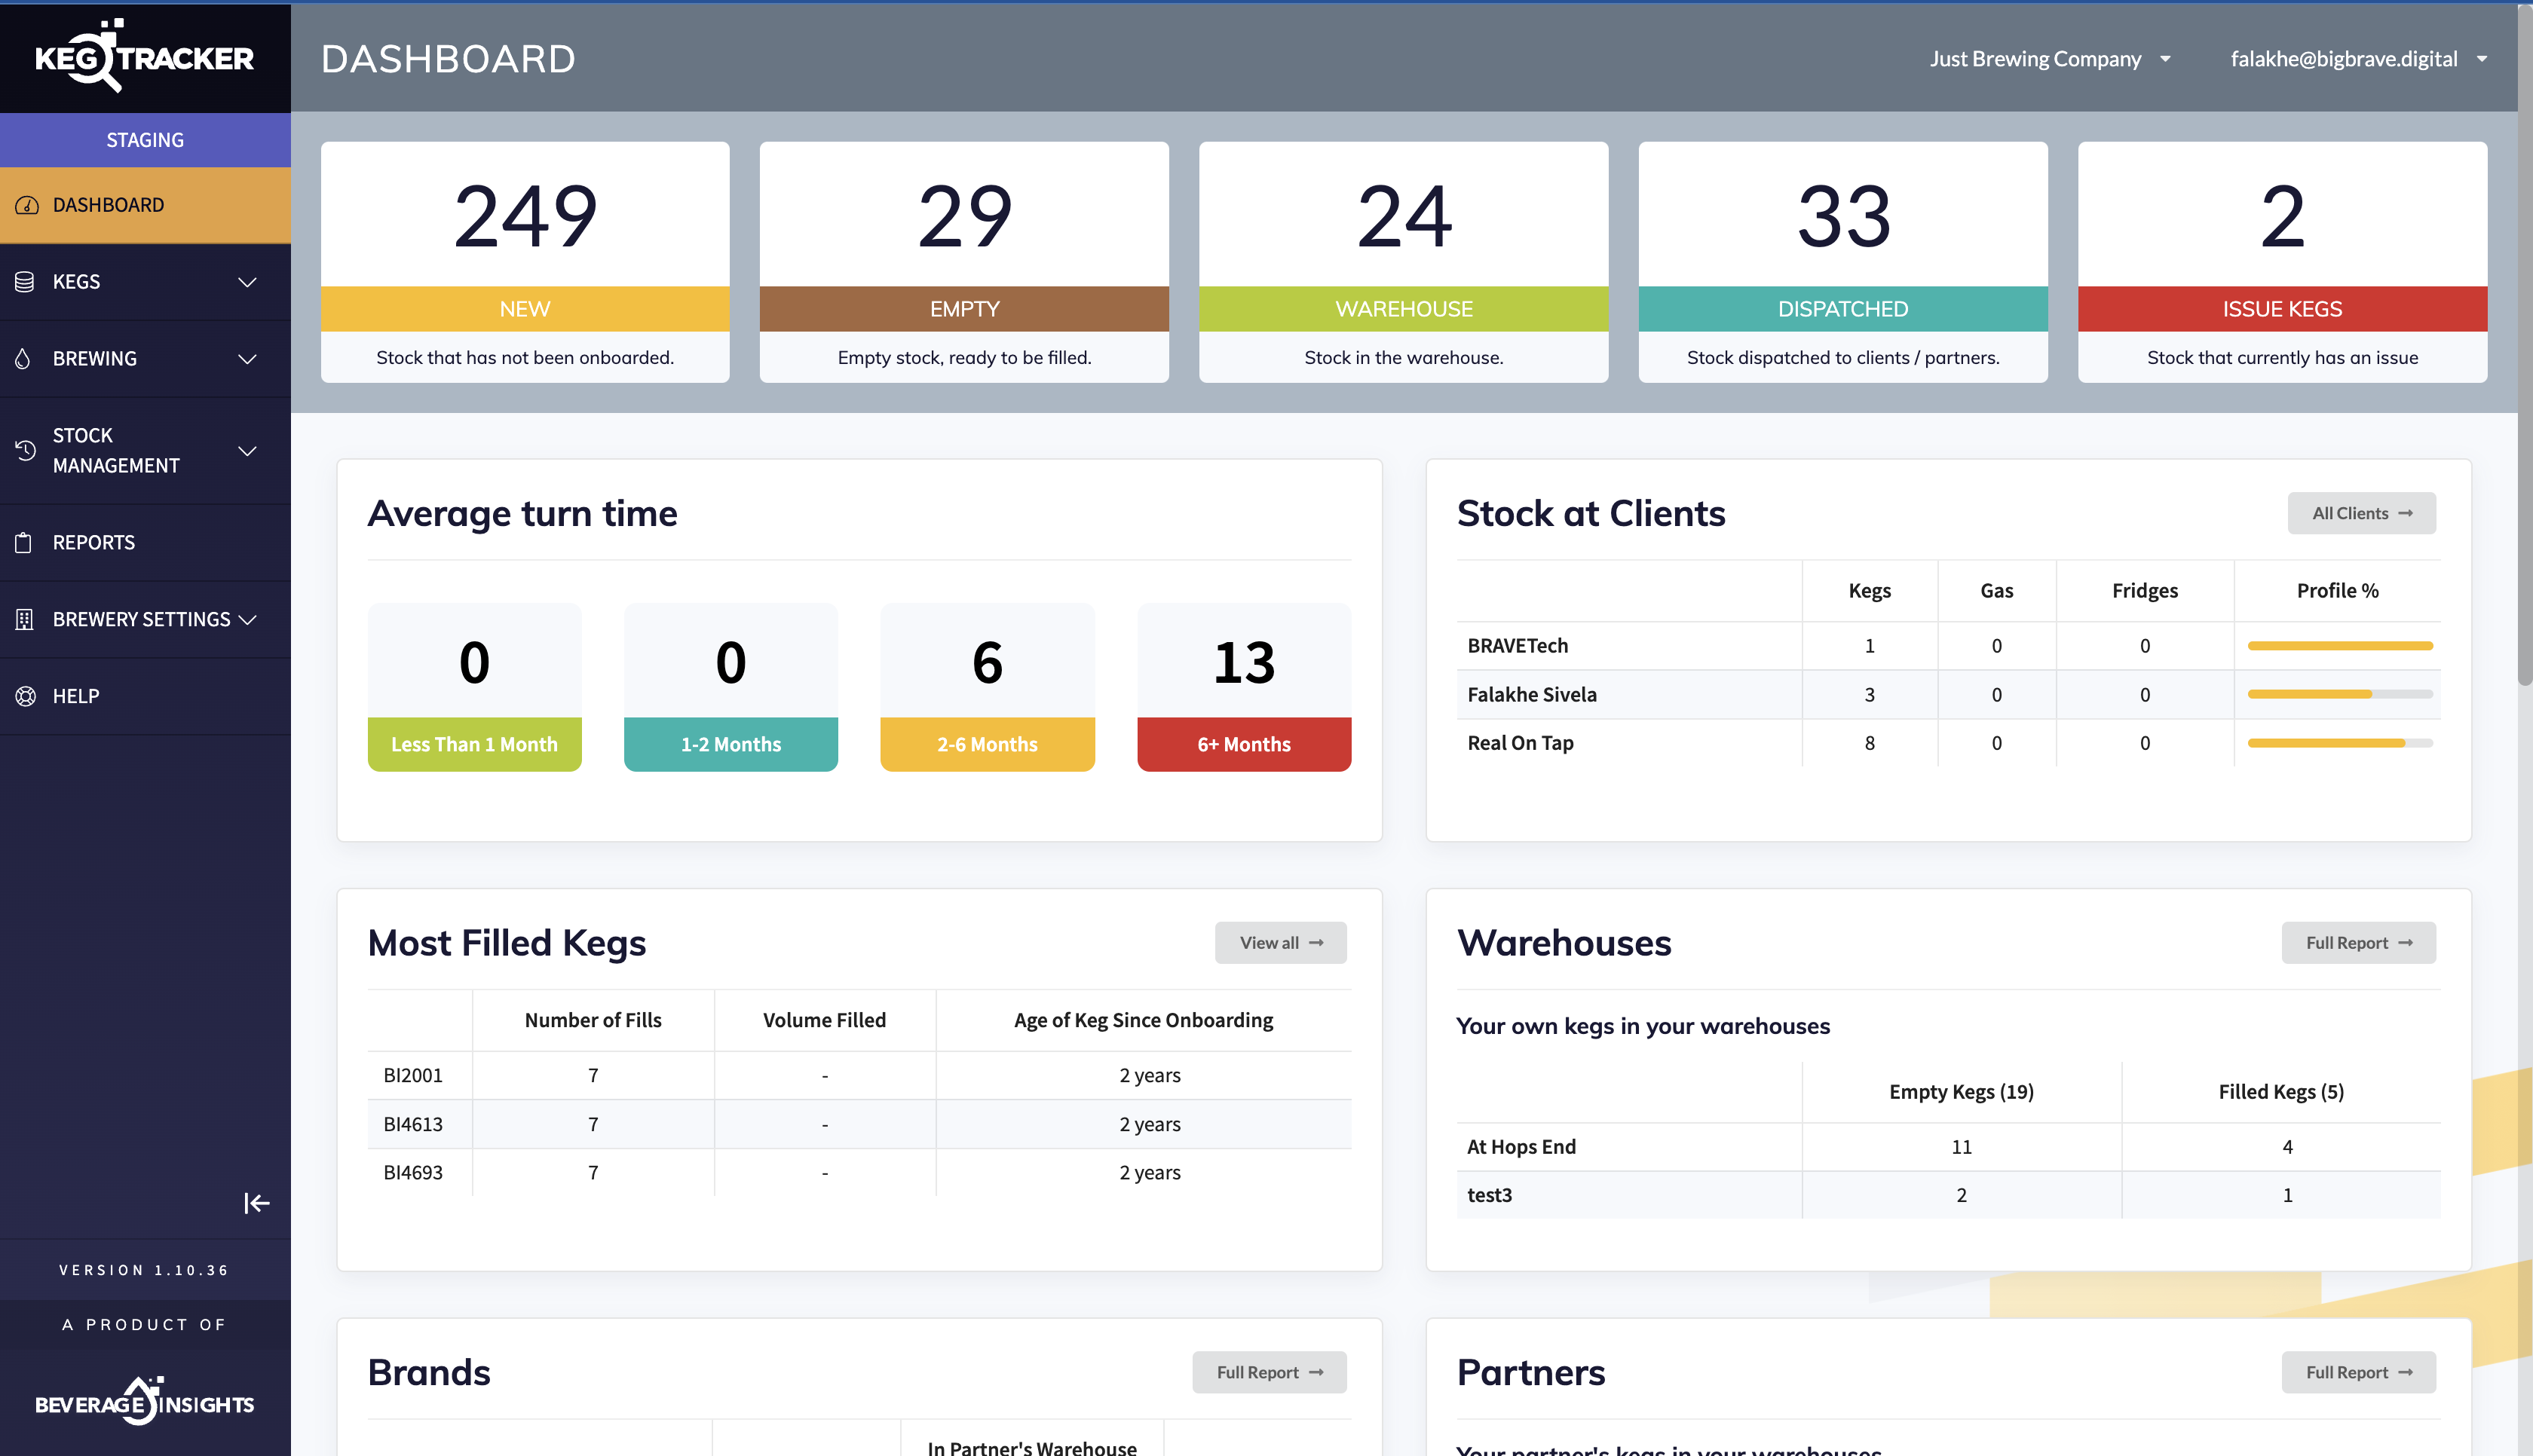 KEG TRACKER
STAGING
DASHBOARD
KEGS
BREWING
STOCK
MANAGEMENT
REPORTS
BREWERY SETTINGS
HELP
VERSION 1.10.36
A PRODUCT OF
BEVERAGE INSIGHTS
DASHBOARD
Just Brewing Company
falakhe@bigbrave.digital
249
NEW
Stock that has not been onboarded.
29
EMPTY
Empty stock, ready to be filled.
24
WAREHOUSE
Stock in the warehouse.
33
DISPATCHED
Stock dispatched to clients / partners.
2
ISSUE KEGS
Stock that currently has an issue
Average turn time
0
Less Than 1 Month
0
1-2 Months
6
2-6 Months
13
6+ Months
Stock at Clients
All Clients →
Kegs Gas Fridges Profile %
BRAVETech 1 0 0
Falakhe Sivela 3 0 0
Real On Tap 8 0 0
Most Filled Kegs
View all →
Number of Fills Volume Filled Age of Keg Since Onboarding
BI2001 7 - 2 years
BI4613 7 - 2 years
BI4693 7 - 2 years
Warehouses
Full Report →
Your own kegs in your warehouses
Empty Kegs (19) Filled Kegs (5)
At Hops End 11 4
test3 2 1
Brands
Full Report →
In Partner's Warehouse
Partners
Full Report →
Your partner's kegs in your warehouses